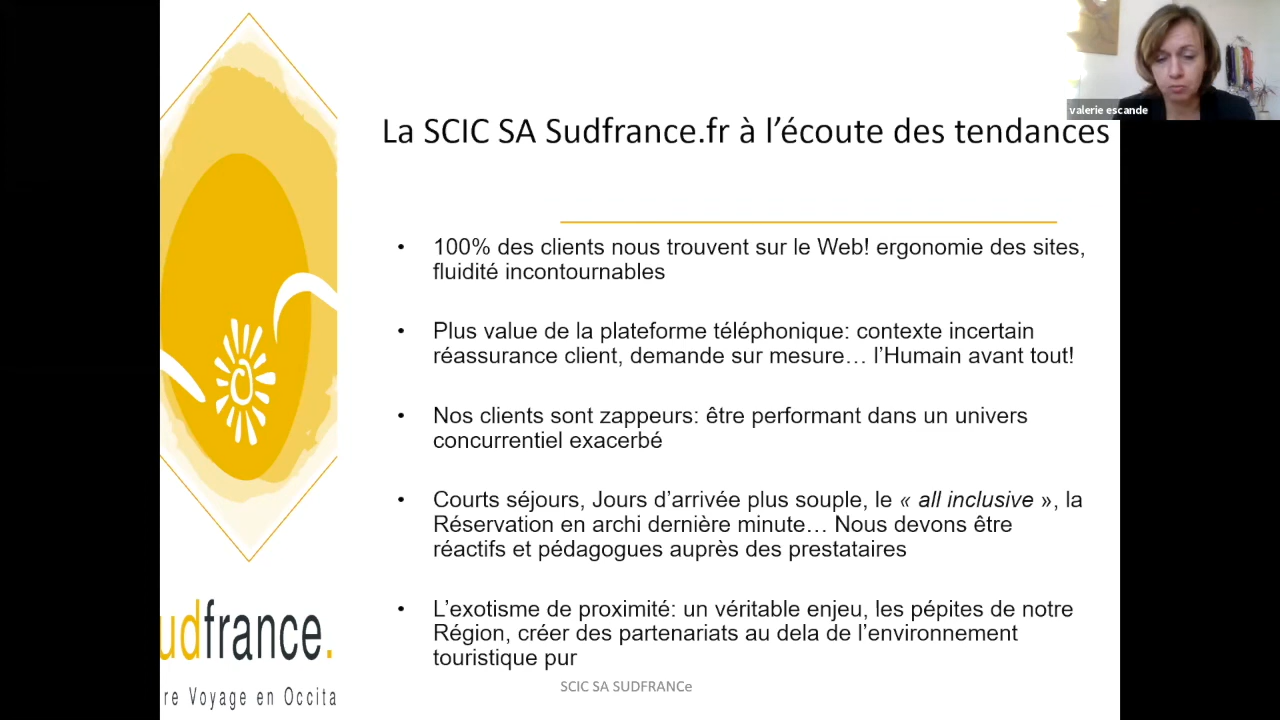 valerie escande
La SCIC SA Sudfrance.fr à l’écoute des tendances
• 100% des clients nous trouvent sur le Web! ergonomie des sites,
fluidité incontournables
• Plus value de la plateforme téléphonique: contexte incertain
réassurance client, demande sur mesure… l’Humain avant tout!
• Nos clients sont zappeurs: être performant dans un univers
concurrentiel exacerbé
• Courts séjours, Jours d’arrivée plus souple, le « all inclusive », la
Réservation en archi dernière minute… Nous devons être
réactifs et pédagogues auprès des prestataires
• L’exotisme de proximité: un véritable enjeu, les pépites de notre
Région, créer des partenariats au dela de l’environnement
touristique pur
udfrance.
re Voyage en Occita
SCIC SA SUDFRANCe